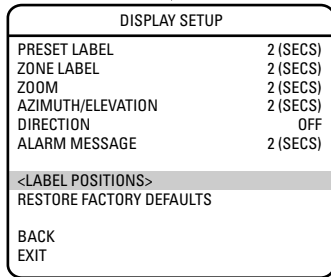 DISPLAY SETUP
PRESET LABEL 2 (SECS)
ZONE LABEL 2 (SECS)
ZOOM 2 (SECS)
AZIMUTH/ELEVATION 2 (SECS)
DIRECTION OFF
ALARM MESSAGE 2 (SECS)
<LABEL POSITIONS>
RESTORE FACTORY DEFAULTS
BACK
EXIT